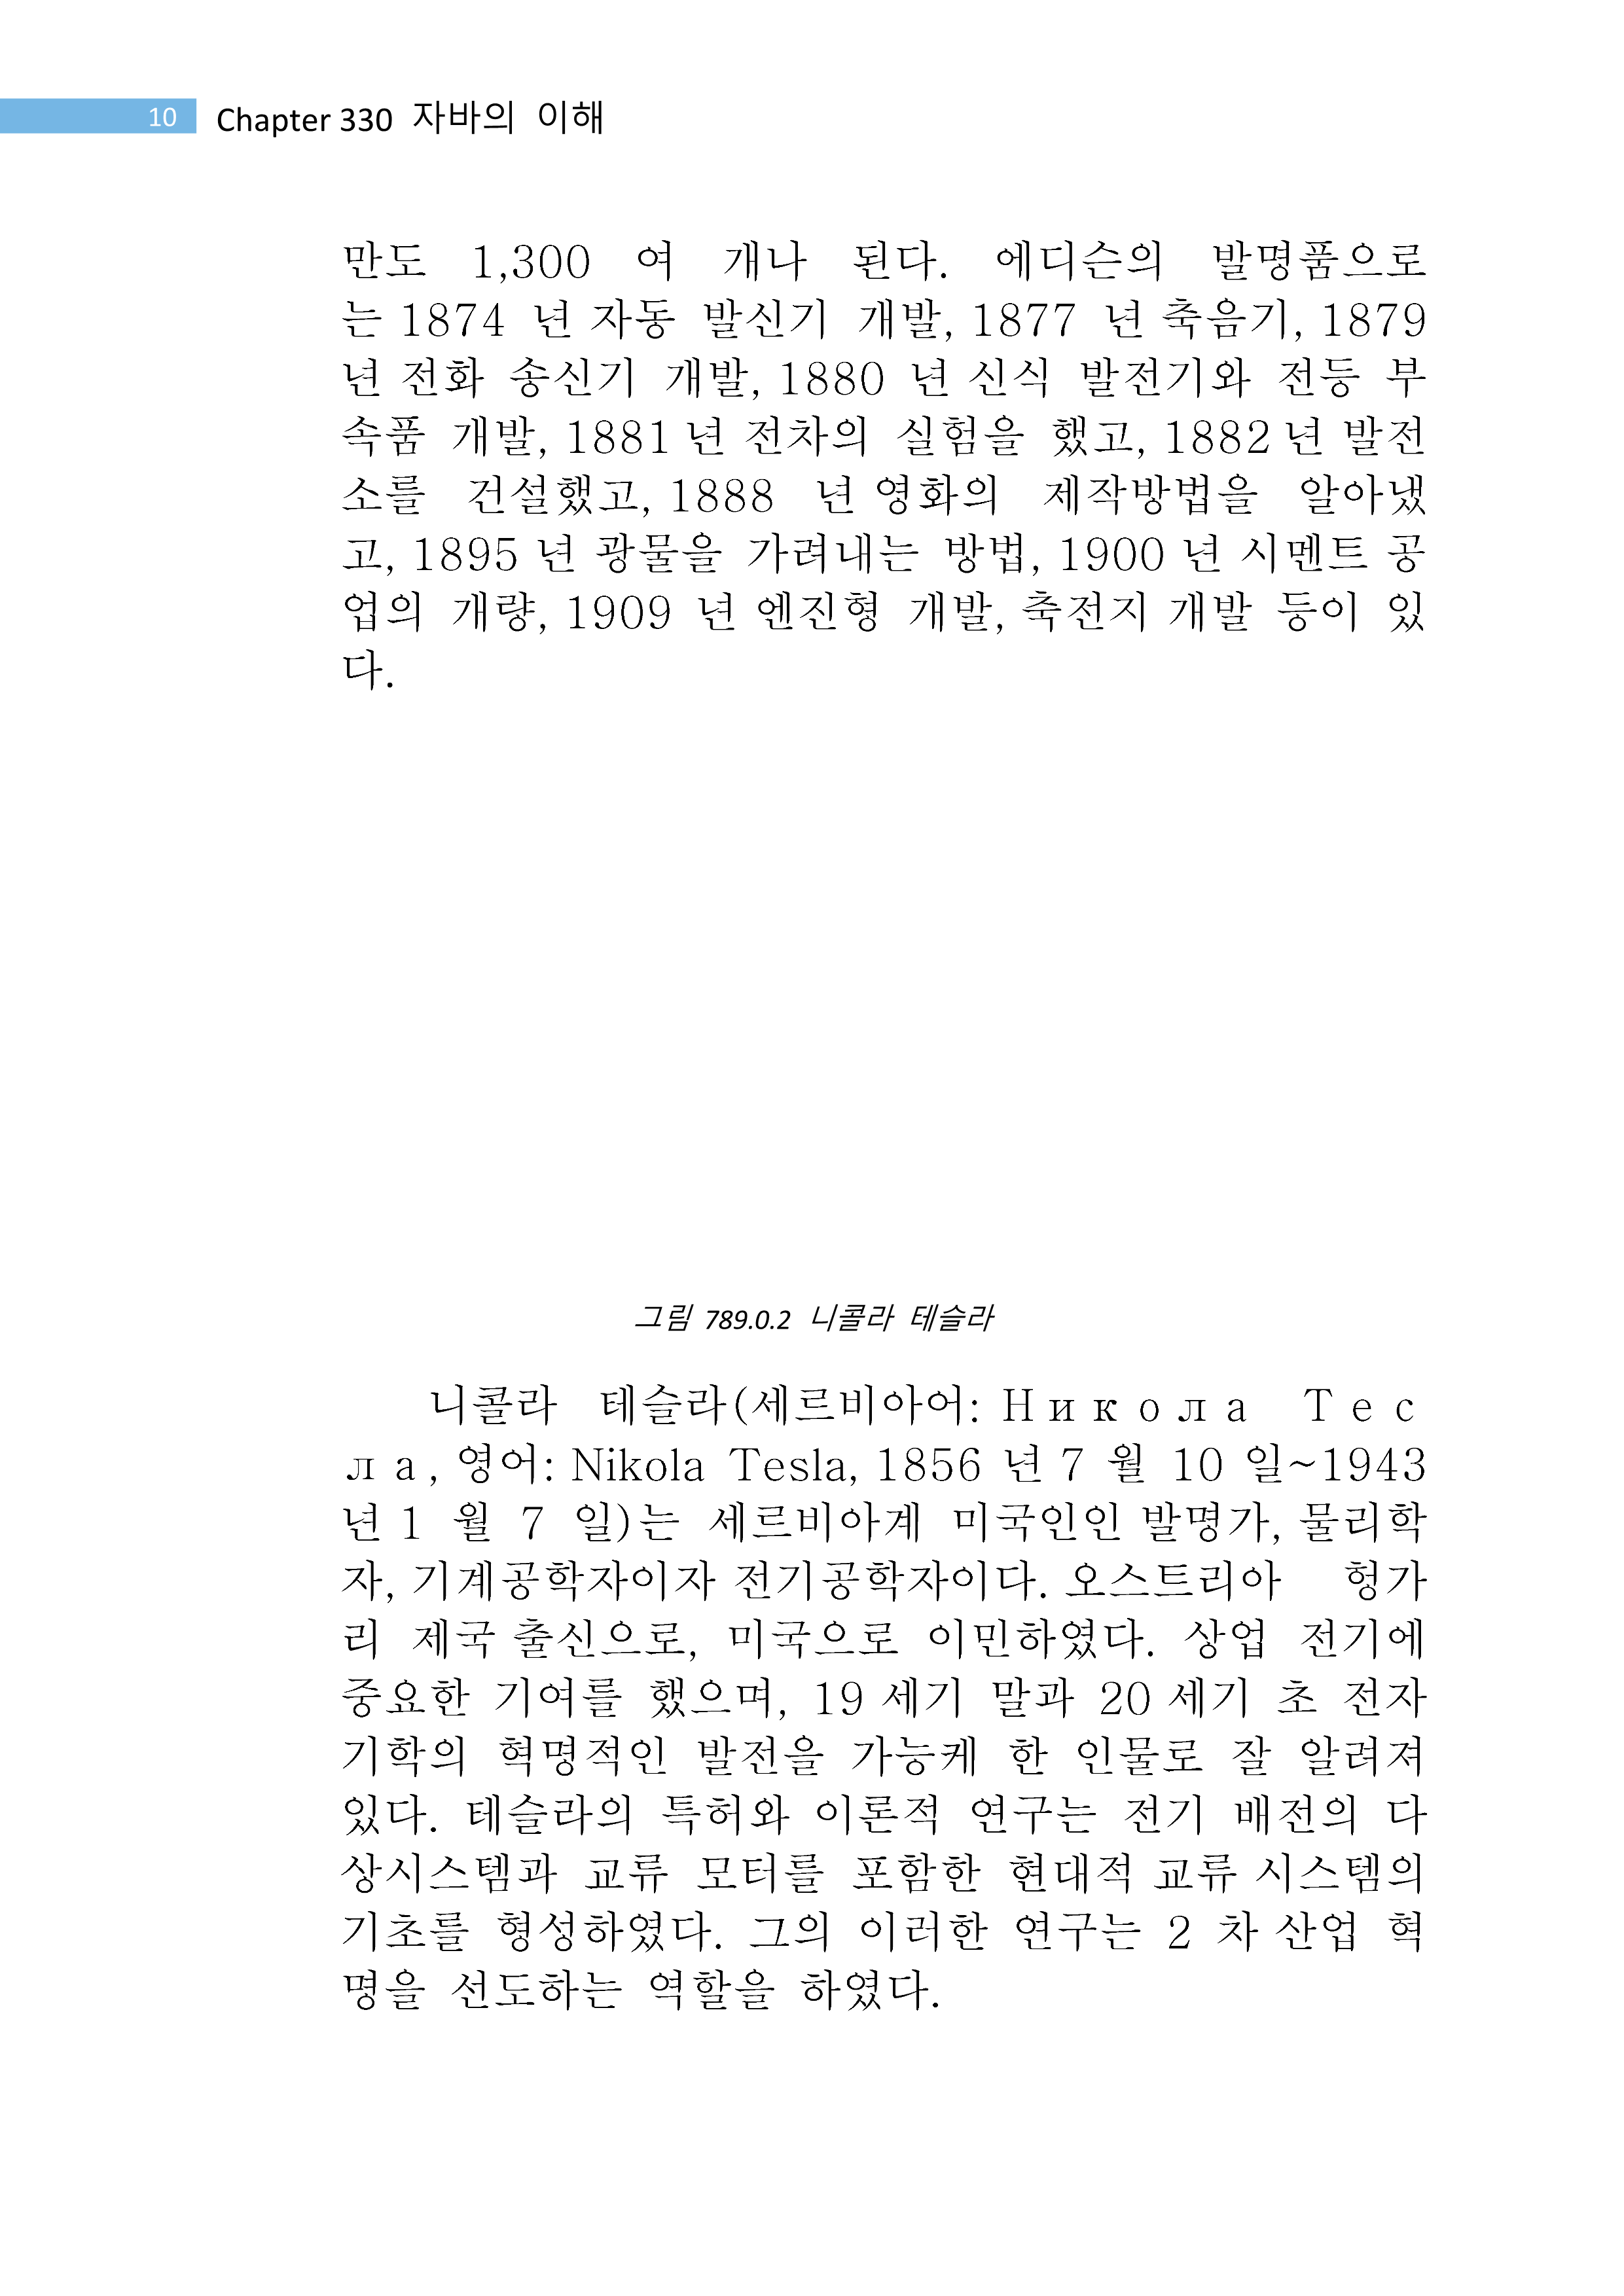 10 Chapter 330 자바의 이해
만도 1,300 여 개나 된다. 에디슨의 발명품으로
는 1874 년 자동 발신기 개발, 1877 년 축음기, 1879
년 전화 송신기 개발, 1880 년 신식 발전기와 전등 부
속품 개발, 1881 년 전차의 실험을 했고, 1882 년 발전
소를 건설했고, 1888 년 영화의 제작방법을 알아냈
고, 1895 년 광물을 가려내는 방법, 1900 년 시멘트 공
업의 개량, 1909 년 엔진형 개발, 축전지 개발 등이 있
다.
그림 789.0.2 니콜라 테슬라
니콜라 테슬라(세르비아어: Никола Тес
ла, 영어: Nikola Tesla, 1856 년 7 월 10 일~1943
년 1 월 7 일)는 세르비아계 미국인인 발명가, 물리학
자, 기계공학자이자 전기공학자이다. 오스트리아 헝가
리 제국 출신으로, 미국으로 이민하였다. 상업 전기에
중요한 기여를 했으며, 19 세기 말과 20 세기 초 전자
기학의 혁명적인 발전을 가능케 한 인물로 잘 알려져
있다. 테슬라의 특허와 이론적 연구는 전기 배전의 다
상시스템과 교류 모터를 포함한 현대적 교류 시스템의
기초를 형성하였다. 그의 이러한 연구는 2 차 산업 혁
명을 선도하는 역할을 하였다.